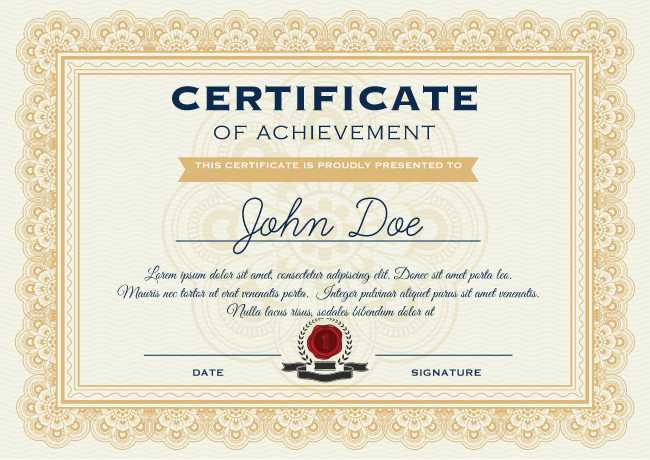 CERTIFICATE
OF ACHIEVEMENT
THIS CERTIFICATE IS PROUDLY PRESENTED TO
John Doe
Lorem ipsum dolor sit amet, consectetur adipiscing elit. Donec sit amet porta leo.
Mauris nec tortor ut erat venenatis porta. Integer pulvinar aliquet purus sit amet venenatis.
Nulla lacus risus, sodales bibendum dolor at
1
DATE
SIGNATURE